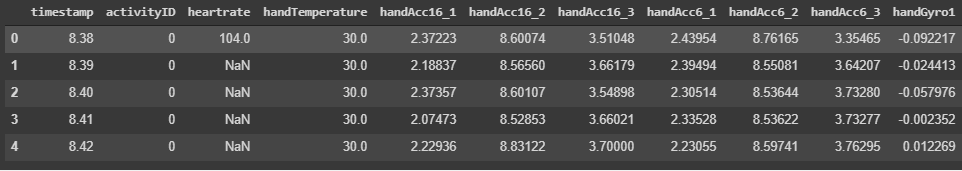 timestamp activityID heartrate handTemperature handAcc16_1 handAcc16_2 handAcc16_3 handAcc6_1 handAcc6_2 handAcc6_3 handGyro1
0 8.38 0 104.0 30.0 2.37223 8.60074 3.51048 2.43954 8.76165 3.35465 -0.092217
1 8.39 0 NaN 30.0 2.18837 8.56560 3.66179 2.39494 8.55081 3.64207 -0.024413
2 8.40 0 NaN 30.0 2.37357 8.60107 3.54898 2.30514 8.53644 3.73280 -0.057976
3 8.41 0 NaN 30.0 2.07473 8.52853 3.66021 2.33528 8.53622 3.73277 -0.002352
4 8.42 0 NaN 30.0 2.22936 8.83122 3.70000 2.23055 8.59741 3.76295 0.012269